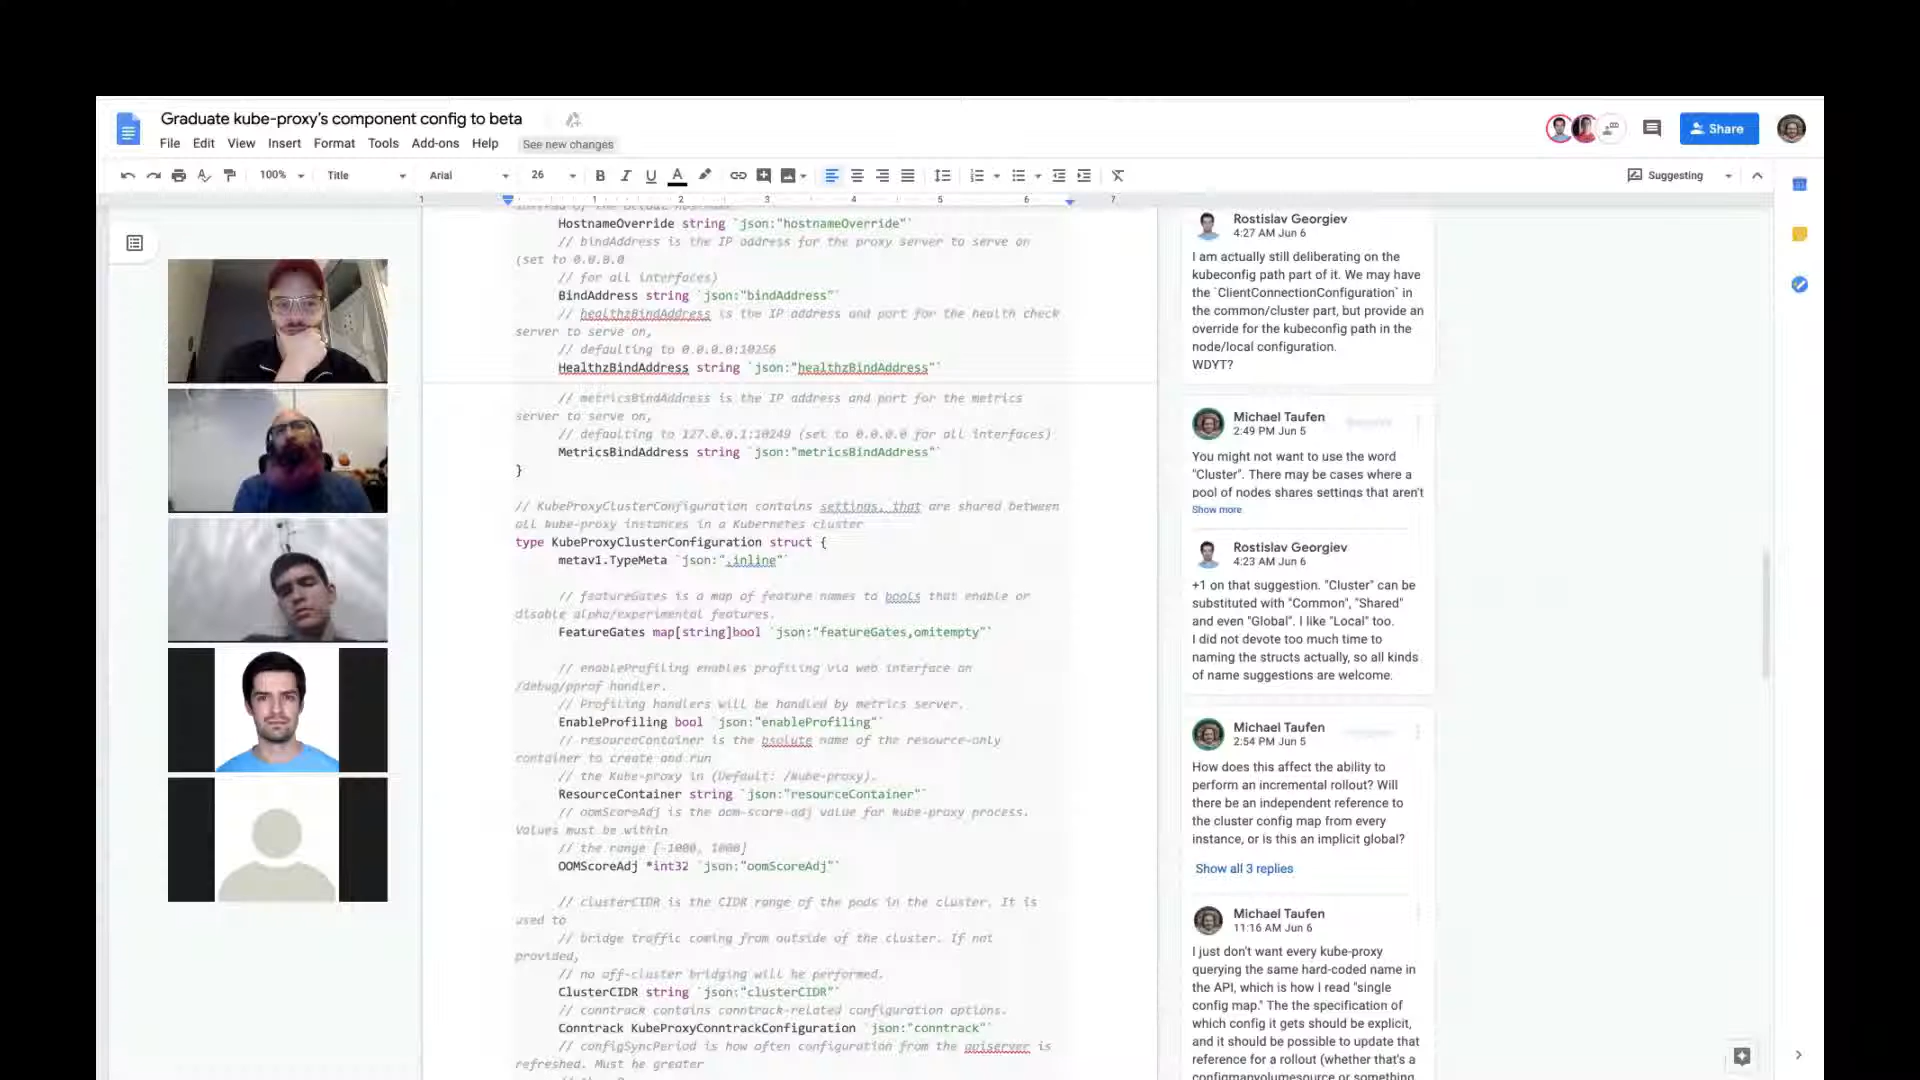 Graduate kube-proxy's component config to beta
File Edit View Insert Format Tools Add-ons Help See new changes
Share
100% Title Arial 26
Suggesting
1 1 2 3 4 5 6 7
HostnameOverride string `json:"hostnameOverride"`
// bindAddress is the IP address for the proxy server to serve on
(set to 0.0.0.0
// for all interfaces)
BindAddress string `json:"bindAddress"`
// healthzBindAddress is the IP address and port for the health check
server to serve on,
// defaulting to 0.0.0.0:10256
HealthzBindAddress string `json:"healthzBindAddress"`
// metricsBindAddress is the IP address and port for the metrics
server to serve on,
// defaulting to 127.0.0.1:10249 (set to 0.0.0.0 for all interfaces)
MetricsBindAddress string `json:"metricsBindAddress"`
}
// KubeProxyClusterConfiguration contains settings, that are shared between
all kube-proxy instances in a Kubernetes cluster
type KubeProxyClusterConfiguration struct {
metav1.TypeMeta `json:",inline"`
// featureGates is a map of feature names to bools that enable or
disable alpha/experimental features.
FeatureGates map[string]bool `json:"featureGates,omitempty"`
// enableProfiling enables profiling via web interface on
/debug/pprof handler.
// Profiling handlers will be handled by metrics server.
EnableProfiling bool `json:"enableProfiling"`
// resourceContainer is the bsolute name of the resource-only
container to create and run
// the Kube-proxy in (Default: /kube-proxy).
ResourceContainer string `json:"resourceContainer"`
// oomScoreAdj is the oom-score-adj value for kube-proxy process.
Values must be within
// the range [-1000, 1000]
OOMScoreAdj *int32 `json:"oomScoreAdj"`
// clusterCIDR is the CIDR range of the pods in the cluster. It is
used to
// bridge traffic coming from outside of the cluster. If not
provided,
// no off-cluster bridging will be performed.
ClusterCIDR string `json:"clusterCIDR"`
// conntrack contains conntrack-related configuration options.
Conntrack KubeProxyConntrackConfiguration `json:"conntrack"`
// configSyncPeriod is how often configuration from the apiserver is
refreshed. Must be greater
Rostislav Georgiev
4:27 AM Jun 6
I am actually still deliberating on the
kubeconfig path part of it. We may have
the `ClientConnectionConfiguration` in
the common/cluster part, but provide an
override for the kubeconfig path in the
node/local configuration.
WDYT?
Michael Taufen
2:49 PM Jun 5
You might not want to use the word
"Cluster". There may be cases where a
pool of nodes shares settings that aren't
Show more
Rostislav Georgiev
4:23 AM Jun 6
+1 on that suggestion. "Cluster" can be
substituted with "Common", "Shared"
and even "Global". I like "Local" too.
I did not devote too much time to
naming the structs actually, so all kinds
of name suggestions are welcome.
Michael Taufen
2:54 PM Jun 5
How does this affect the ability to
perform an incremental rollout? Will
there be an independent reference to
the cluster config map from every
instance, or is this an implicit global?
Show all 3 replies
Michael Taufen
11:16 AM Jun 6
I just don't want every kube-proxy
querying the same hard-coded name in
the API, which is how I read "single
config map." The the specification of
which config it gets should be explicit,
and it should be possible to update that
reference for a rollout (whether that's a
configmapvolumesource or something